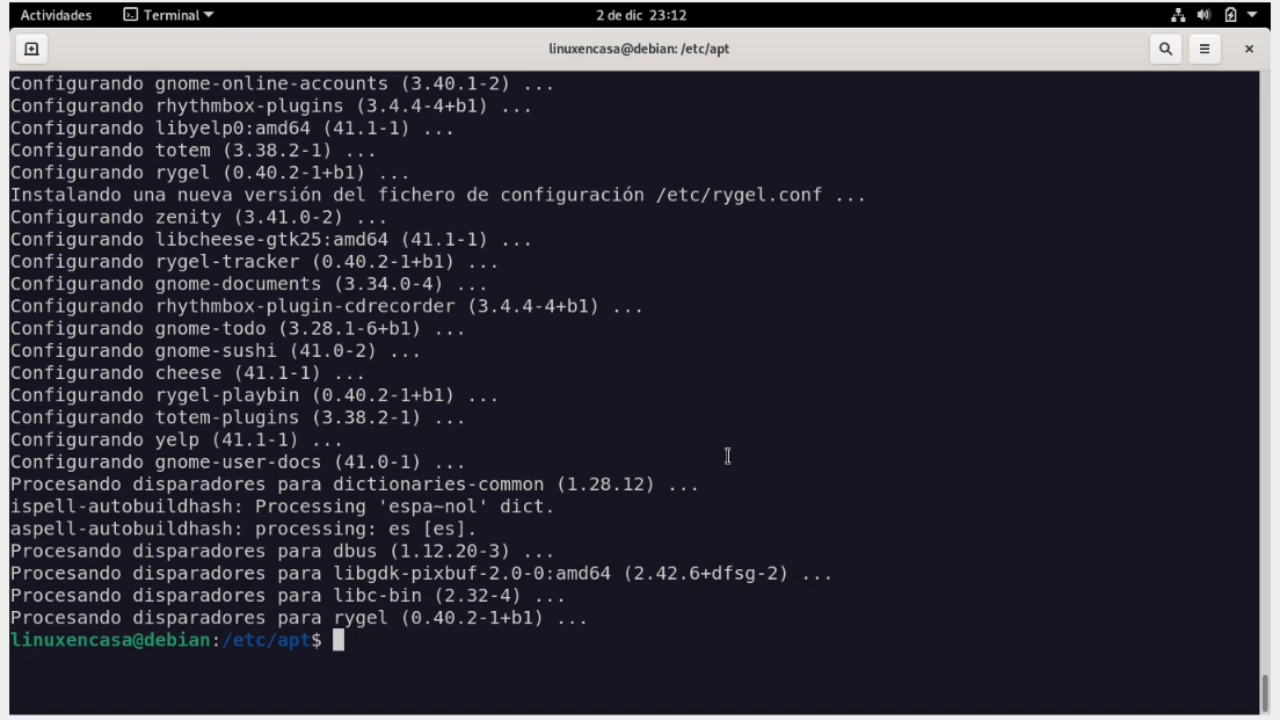 Actividades Terminal 2 de dic 23:12
linuxencasa@debian: /etc/apt
Configurando gnome-online-accounts (3.40.1-2) ...
Configurando rhythmbox-plugins (3.4.4-4+b1) ...
Configurando libyelp0:amd64 (41.1-1) ...
Configurando totem (3.38.2-1) ...
Configurando rygel (0.40.2-1+b1) ...
Instalando una nueva versión del fichero de configuración /etc/rygel.conf ...
Configurando zenity (3.41.0-2) ...
Configurando libcheese-gtk25:amd64 (41.1-1) ...
Configurando rygel-tracker (0.40.2-1+b1) ...
Configurando gnome-documents (3.34.0-4) ...
Configurando rhythmbox-plugin-cdrecorder (3.4.4-4+b1) ...
Configurando gnome-todo (3.28.1-6+b1) ...
Configurando gnome-sushi (41.0-2) ...
Configurando cheese (41.1-1) ...
Configurando rygel-playbin (0.40.2-1+b1) ...
Configurando totem-plugins (3.38.2-1) ...
Configurando yelp (41.1-1) ...
Configurando gnome-user-docs (41.0-1) ...
Procesando disparadores para dictionaries-common (1.28.12) ...
ispell-autobuildhash: Processing 'espa~nol' dict.
aspell-autobuildhash: processing: es [es].
Procesando disparadores para dbus (1.12.20-3) ...
Procesando disparadores para libgdk-pixbuf-2.0-0:amd64 (2.42.6+dfsg-2) ...
Procesando disparadores para libc-bin (2.32-4) ...
Procesando disparadores para rygel (0.40.2-1+b1) ...
linuxencasa@debian:/etc/apt$